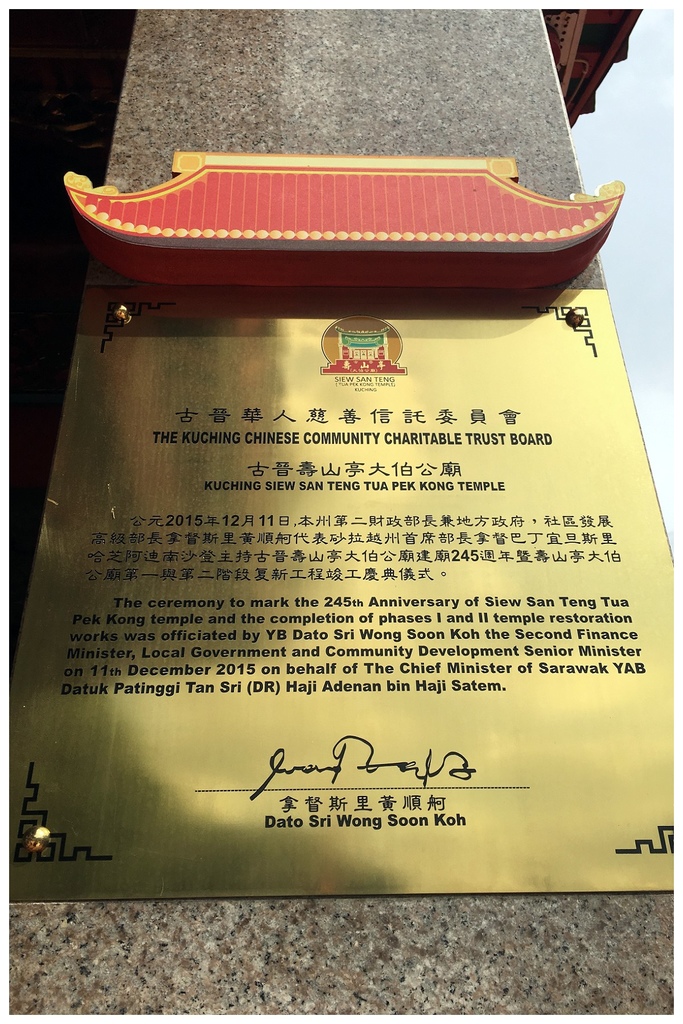 壽山亭
SIEW SAN TENG
(TUA PEK KONG TEMPLE)
KUCHING
古晉華人慈善信託委員會
THE KUCHING CHINESE COMMUNITY CHARITABLE TRUST BOARD
古晉壽山亭大伯公廟
KUCHING SIEW SAN TENG TUA PEK KONG TEMPLE
公元2015年12月11日,本州第二財政部長兼地方政府，社區發展
高級部長拿督斯里黃順舸代表砂拉越州首席部長拿督巴丁宜旦斯里
哈芝阿迪南沙登主持古晉壽山亭大伯公廟建廟245週年暨壽山亭大伯
公廟第一與第二階段复新工程竣工慶典儀式。
The ceremony to mark the 245th Anniversary of Siew San Teng Tua
Pek Kong temple and the completion of phases I and II temple restoration
works was officiated by YB Dato Sri Wong Soon Koh the Second Finance
Minister, Local Government and Community Development Senior Minister
on 11th December 2015 on behalf of The Chief Minister of Sarawak YAB
Datuk Patinggi Tan Sri (DR) Haji Adenan bin Haji Satem.
拿督斯里黃順舸
Dato Sri Wong Soon Koh